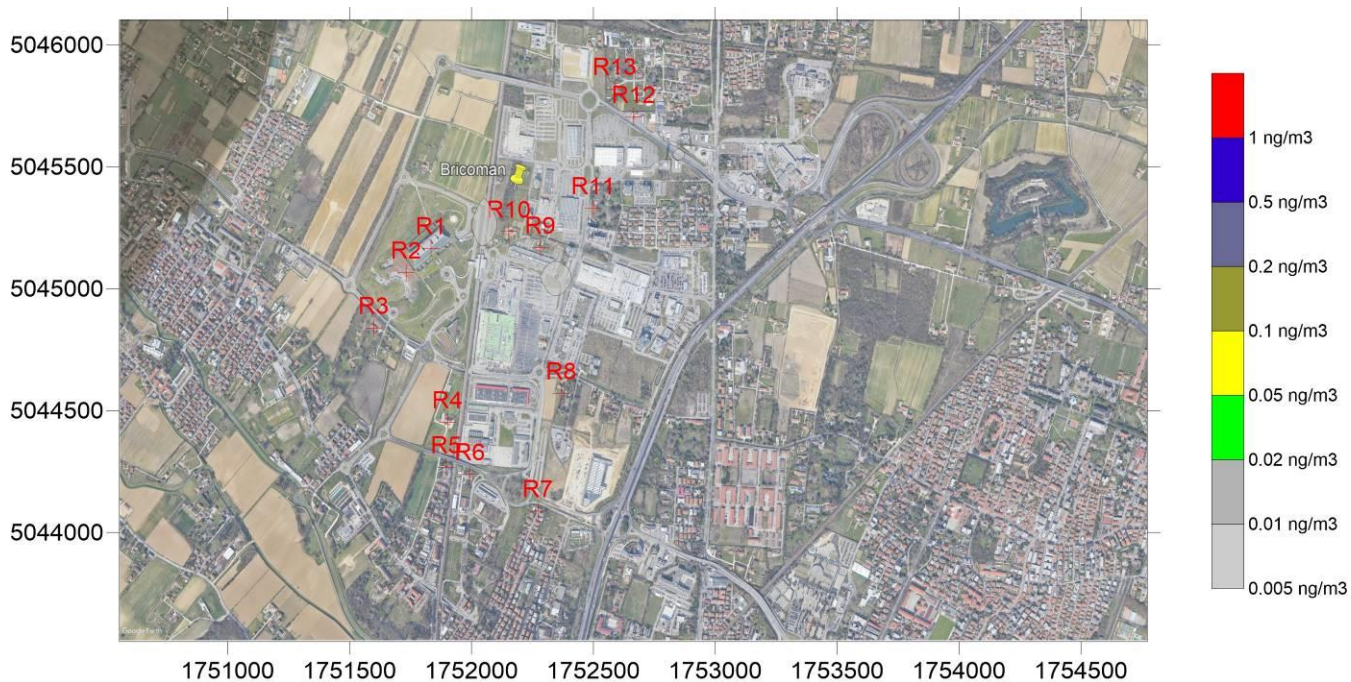 5046000
5045500
5045000
5044500
5044000
R13
R12
Bricoman
R11
R10
R9
R1
R2
R3
R8
R4
R5
R6
R7
Google Earth
1751000 1751500 1752000 1752500 1753000 1753500 1754000 1754500
1 ng/m3
0.5 ng/m3
0.2 ng/m3
0.1 ng/m3
0.05 ng/m3
0.02 ng/m3
0.01 ng/m3
0.005 ng/m3